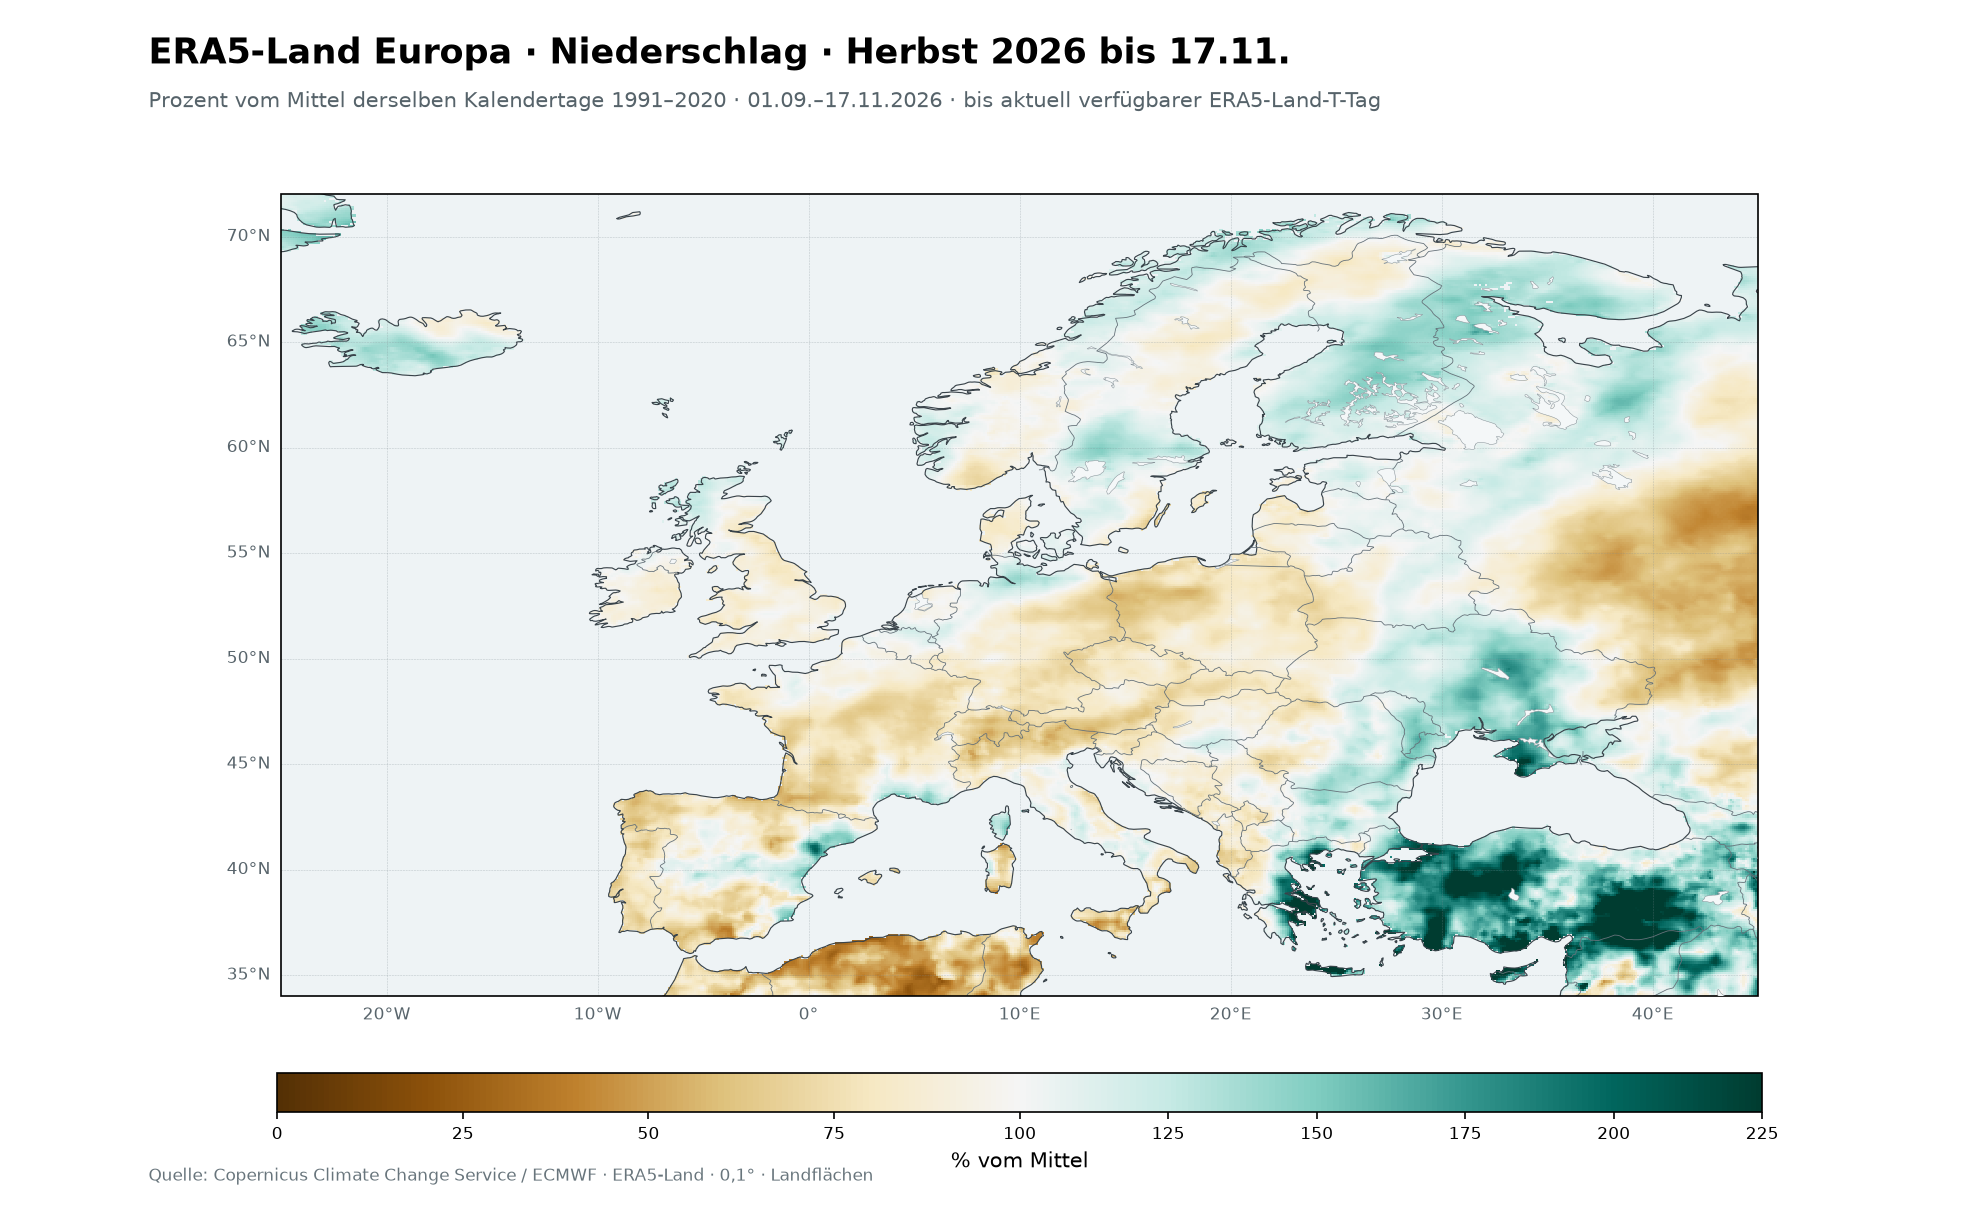 ERA5-Land Europa · Niederschlag · Herbst 2026 bis 17.11.
Prozent vom Mittel derselben Kalendertage 1991–2020 · 01.09.–17.11.2026 · bis aktuell verfügbarer ERA5-Land-T-Tag
70°N
65°N
60°N
55°N
50°N
45°N
40°N
35°N
20°W 10°W 0° 10°E 20°E 30°E 40°E
0 25 50 75 100 125 150 175 200 225
% vom Mittel
Quelle: Copernicus Climate Change Service / ECMWF · ERA5-Land · 0,1° · Landflächen